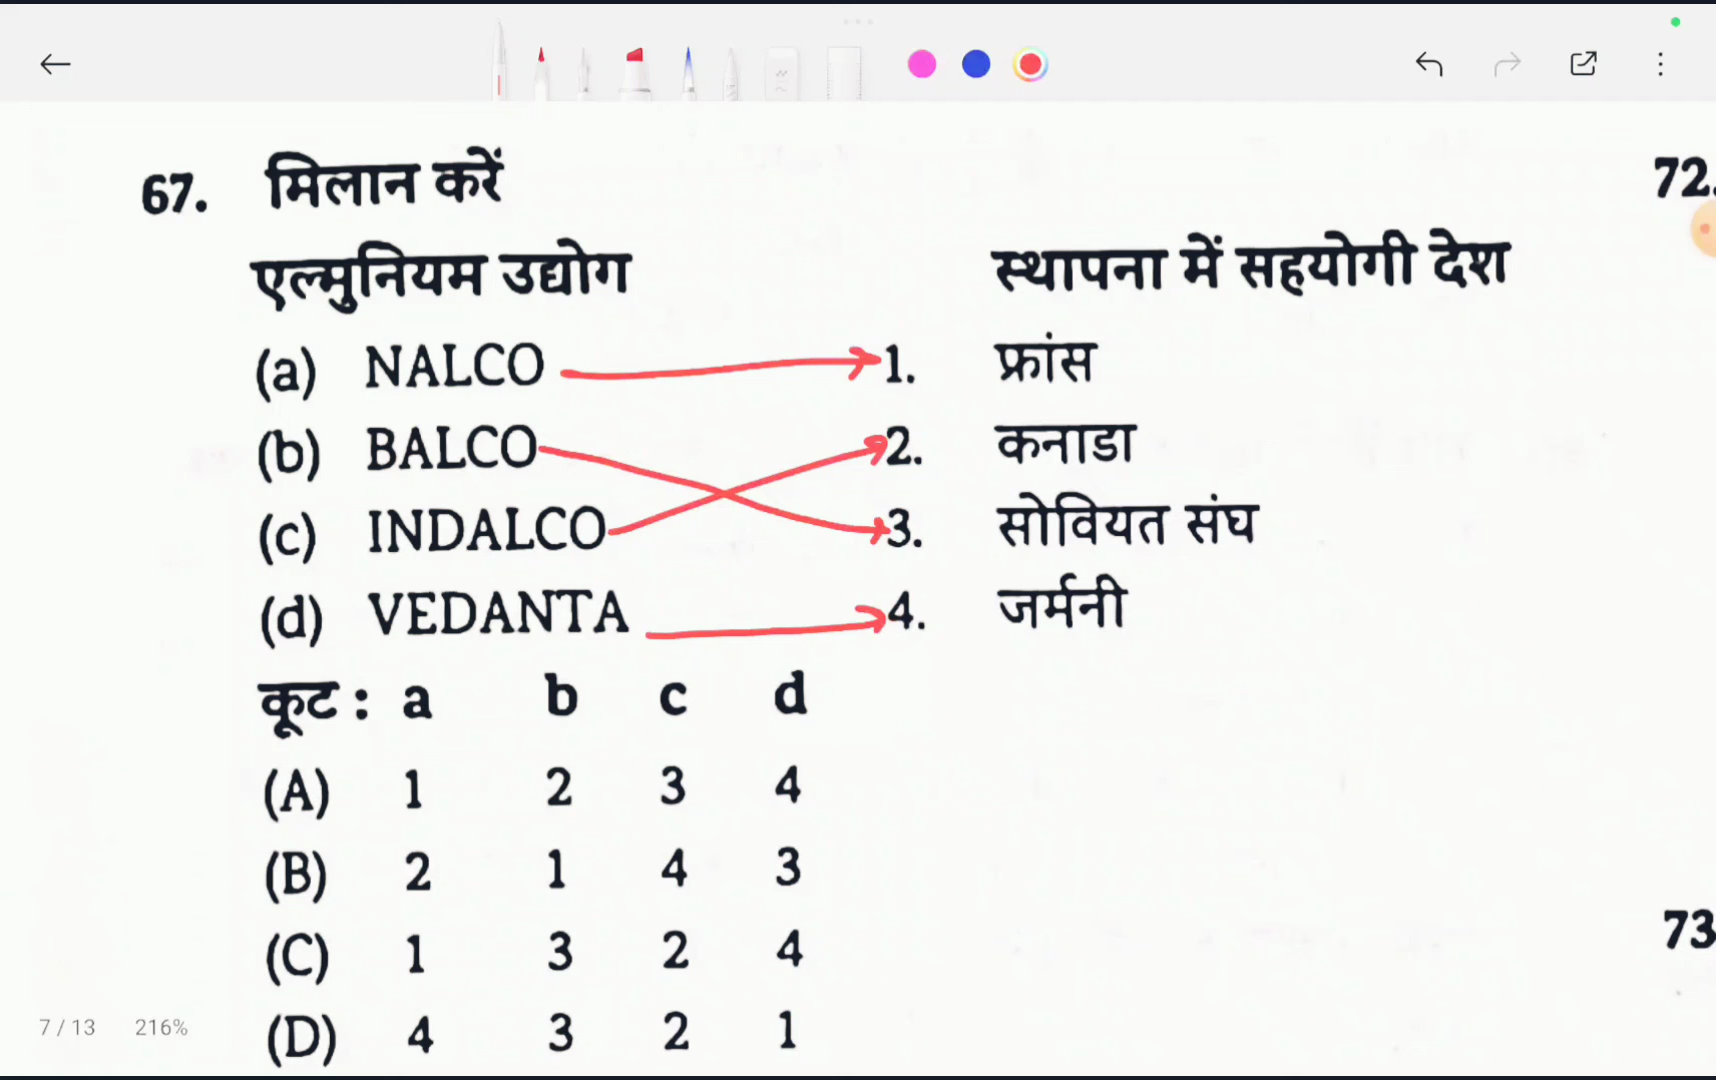 67. मिलान करें
72.
एल्मुनियम उद्योग स्थापना में सहयोगी देश
(a) NALCO 1. फ्रांस
(b) BALCO 2. कनाडा
(c) INDALCO 3. सोवियत संघ
(d) VEDANTA 4. जर्मनी
कूट : a b c d
(A) 1 2 3 4
(B) 2 1 4 3
(C) 1 3 2 4
73
(D) 4 3 2 1
7 / 13 216%